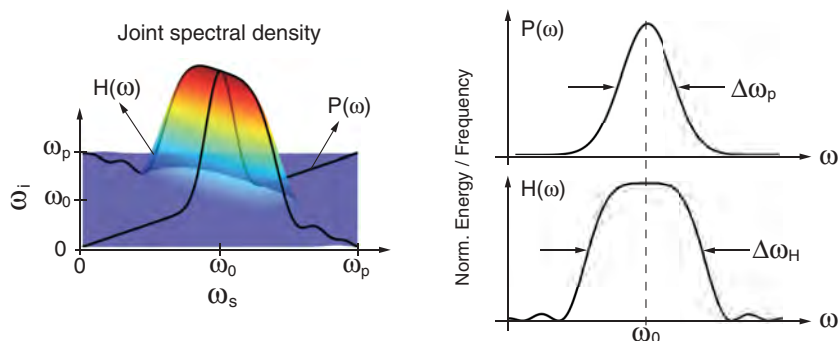 Joint spectral density
H(ω)
P(ω)
ωp
ωi
ω0
0
0
ω0
ωp
ωs
Norm. Energy / Frequency
P(ω)
Δωp
ω
H(ω)
ΔωH
ω
ω0